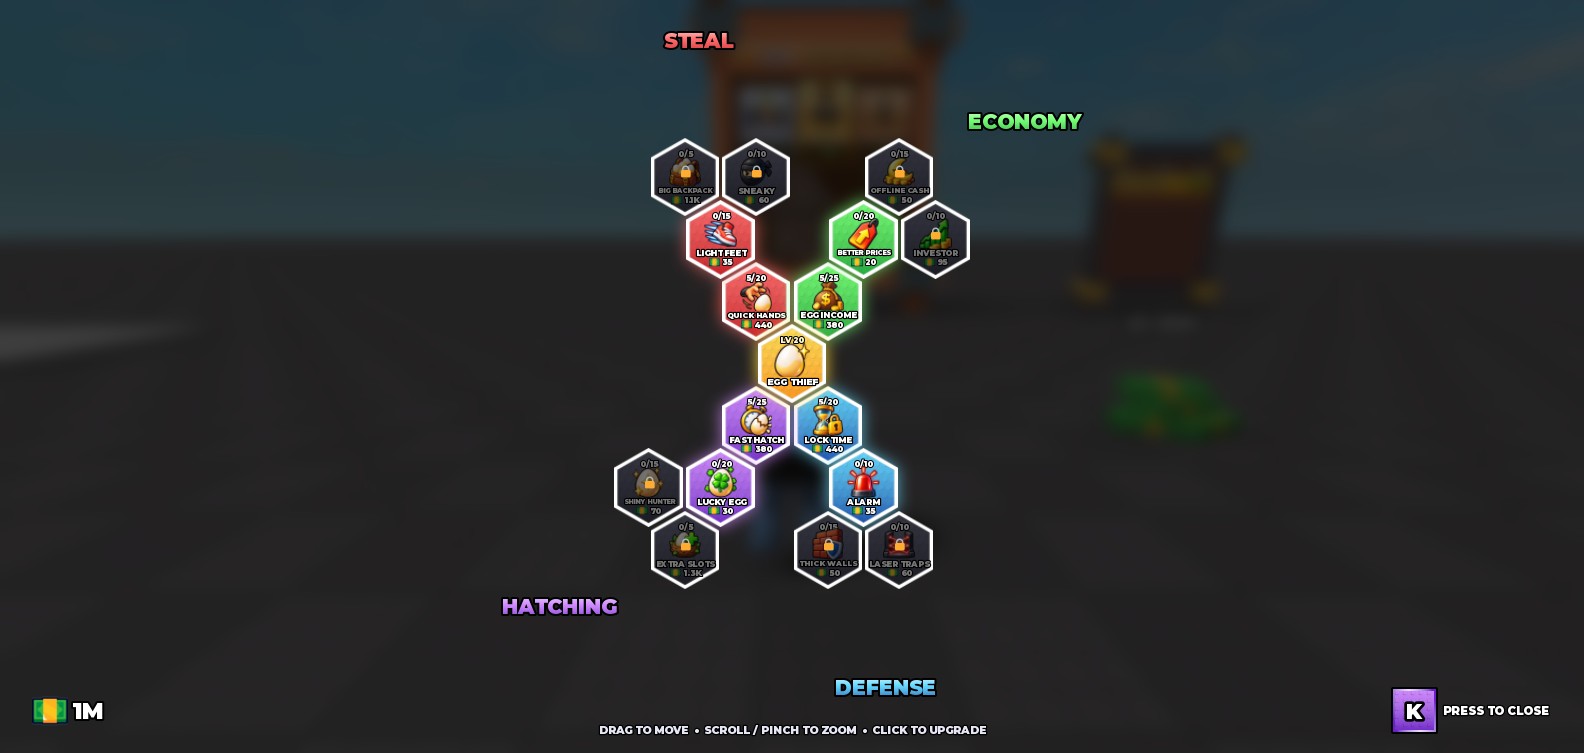 STEAL
ECONOMY
0/5
BIG BACKPACK
1.1K
0/10
SNEAKY
60
0/15
OFFLINE CASH
50
0/15
LIGHT FEET
35
0/20
BETTER PRICES
20
0/10
INVESTOR
95
5/20
QUICK HANDS
440
5/25
EGG INCOME
380
LV 20
EGG THIEF
5/25
FAST HATCH
380
5/20
LOCK TIME
440
0/15
SHINY HUNTER
70
0/20
LUCKY EGG
30
0/10
ALARM
35
0/5
EXTRA SLOTS
1.3K
0/15
THICK WALLS
50
0/10
LASER TRAPS
60
HATCHING
DEFENSE
1M
K PRESS TO CLOSE
DRAG TO MOVE • SCROLL / PINCH TO ZOOM • CLICK TO UPGRADE